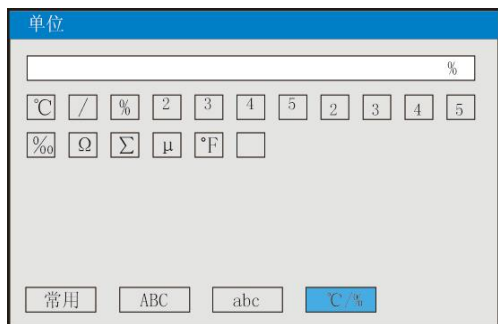 单位
%
℃ / % ² ³ ⁴ ⁵ ₂ ₃ ₄ ₅
‰ Ω Σ μ ℉
常用 ABC abc ℃/%